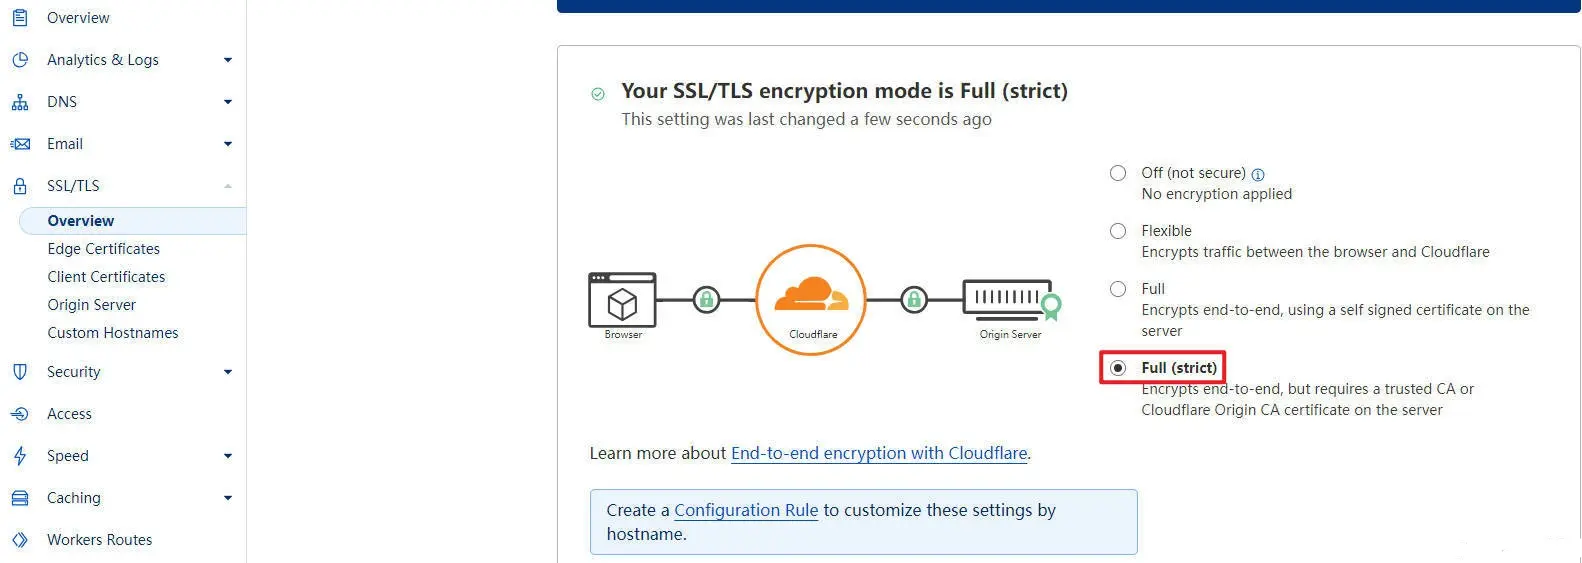 Overview
Analytics & Logs
DNS
Email
SSL/TLS
Overview
Edge Certificates
Client Certificates
Origin Server
Custom Hostnames
Security
Access
Speed
Caching
Workers Routes
Your SSL/TLS encryption mode is Full (strict)
This setting was last changed a few seconds ago
Browser
Cloudflare
Origin Server
Off (not secure)
No encryption applied
Flexible
Encrypts traffic between the browser and Cloudflare
Full
Encrypts end-to-end, using a self signed certificate on the
server
Full (strict)
Encrypts end-to-end, but requires a trusted CA or
Cloudflare Origin CA certificate on the server
Learn more about End-to-end encryption with Cloudflare.
Create a Configuration Rule to customize these settings by
hostname.